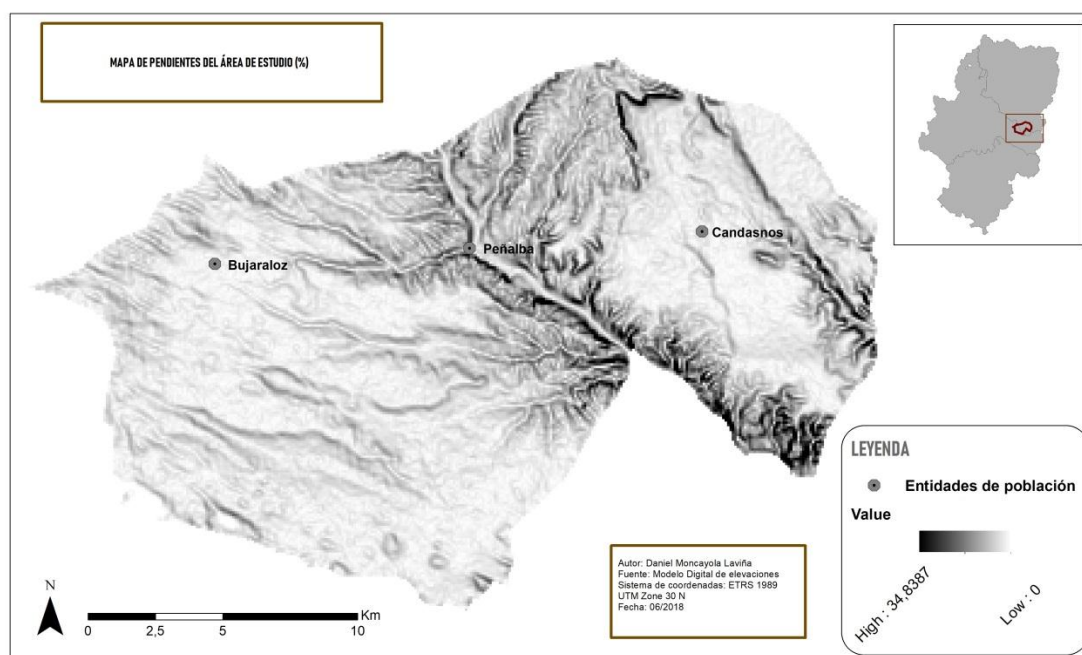 MAPA DE PENDIENTES DEL ÁREA DE ESTUDIO (%)
Peñalba
Candasnos
Bujaraloz
LEYENDA
Entidades de población
Value
High : 34,8387
Low : 0
Autor: Daniel Moncayola Laviña
Fuente: Modelo Digital de elevaciones
Sistema de coordenadas: ETRS 1989
UTM Zone 30 N
Fecha: 06/2018
N
Km
0 2,5 5 10